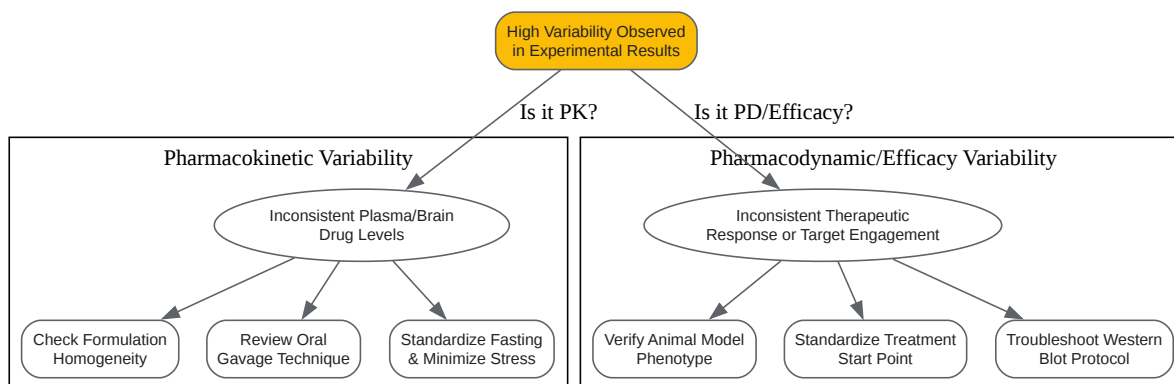 High Variability Observed
in Experimental Results
Is it PK?
Is it PD/Efficacy?
Pharmacokinetic Variability
Pharmacodynamic/Efficacy Variability
Inconsistent Plasma/Brain
Drug Levels
Inconsistent Therapeutic
Response or Target Engagement
Check Formulation
Homogeneity
Review Oral
Gavage Technique
Standardize Fasting
& Minimize Stress
Verify Animal Model
Phenotype
Standardize Treatment
Start Point
Troubleshoot Western
Blot Protocol